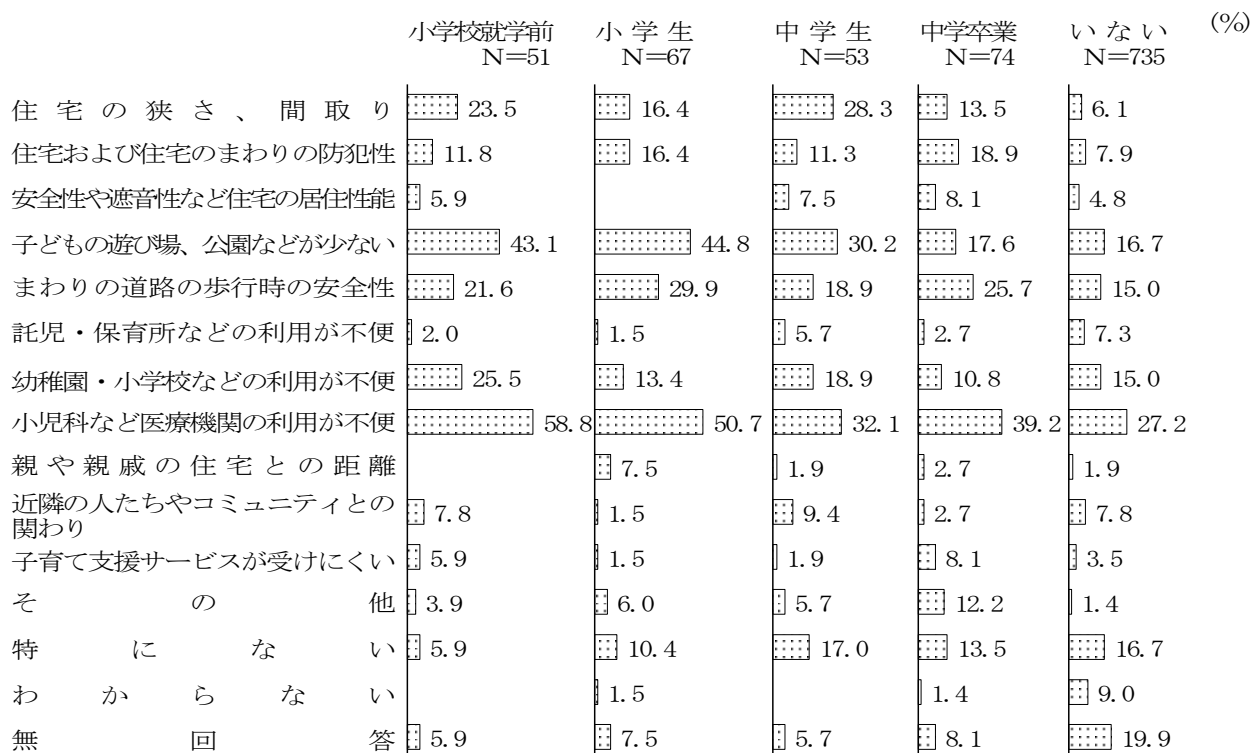 (%)
小学校就学前 小学生 中学生 中学卒業 いない
N=51 N=67 N=53 N=74 N=735
住宅の狭さ、間取り 23.5 16.4 28.3 13.5 6.1
住宅および住宅のまわりの防犯性 11.8 16.4 11.3 18.9 7.9
安全性や遮音性など住宅の居住性能 5.9 7.5 8.1 4.8
子どもの遊び場、公園などが少ない 43.1 44.8 30.2 17.6 16.7
まわりの道路の歩行時の安全性 21.6 29.9 18.9 25.7 15.0
託児・保育所などの利用が不便 2.0 1.5 5.7 2.7 7.3
幼稚園・小学校などの利用が不便 25.5 13.4 18.9 10.8 15.0
小児科など医療機関の利用が不便 58.8 50.7 32.1 39.2 27.2
親や親戚の住宅との距離 7.5 1.9 2.7 1.9
近隣の人たちやコミュニティとの
関わり 7.8 1.5 9.4 2.7 7.8
子育て支援サービスが受けにくい 5.9 1.5 1.9 8.1 3.5
その他 3.9 6.0 5.7 12.2 1.4
特にない 5.9 10.4 17.0 13.5 16.7
わからない 1.5 1.4 9.0
無回答 5.9 7.5 5.7 8.1 19.9